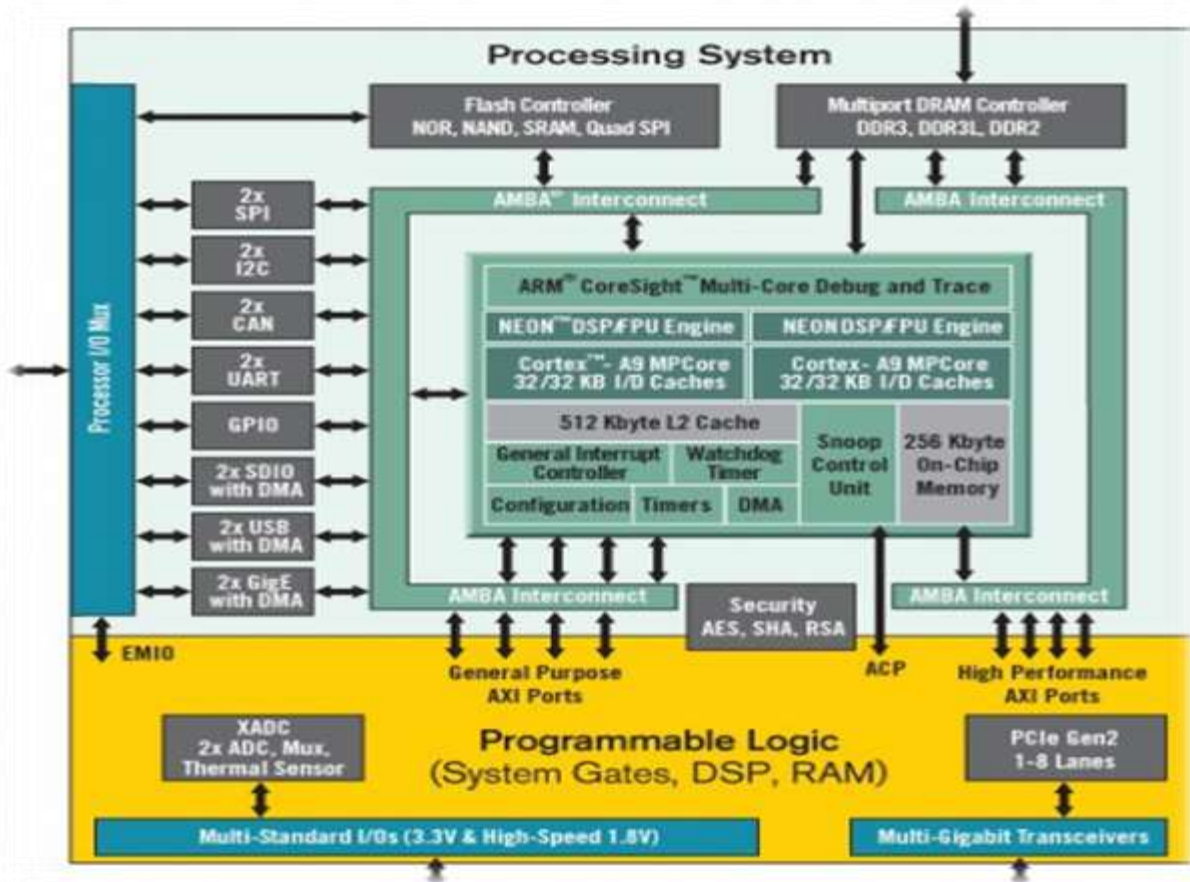 Processing System
Flash Controller
NOR, NAND, SRAM, Quad SPI
Multiport DRAM Controller
DDR3, DDR3L, DDR2
Processor I/O Mux
2x
SPI
2x
I2C
2x
CAN
2x
UART
GPIO
2x SDIO
with DMA
2x USB
with DMA
2x GigE
with DMA
AMBA® Interconnect
AMBA Interconnect
ARM™ CoreSight™ Multi-Core Debug and Trace
NEON™ DSP/FPU Engine
NEON DSP/FPU Engine
Cortex™- A9 MPCore
32/32 KB I/D Caches
Cortex- A9 MPCore
32/32 KB I/D Caches
512 Kbyte L2 Cache
General Interrupt
Controller
Watchdog
Timer
Configuration
Timers
DMA
Snoop
Control
Unit
256 Kbyte
On-Chip
Memory
AMBA Interconnect
Security
AES, SHA, RSA
AMBA Interconnect
EMIO
General Purpose
AXI Ports
ACP
High Performance
AXI Ports
XADC
2x ADC, Mux,
Thermal Sensor
Programmable Logic
(System Gates, DSP, RAM)
PCIe Gen2
1-8 Lanes
Multi-Standard I/Os (3.3V & High-Speed 1.8V)
Multi-Gigabit Transceivers